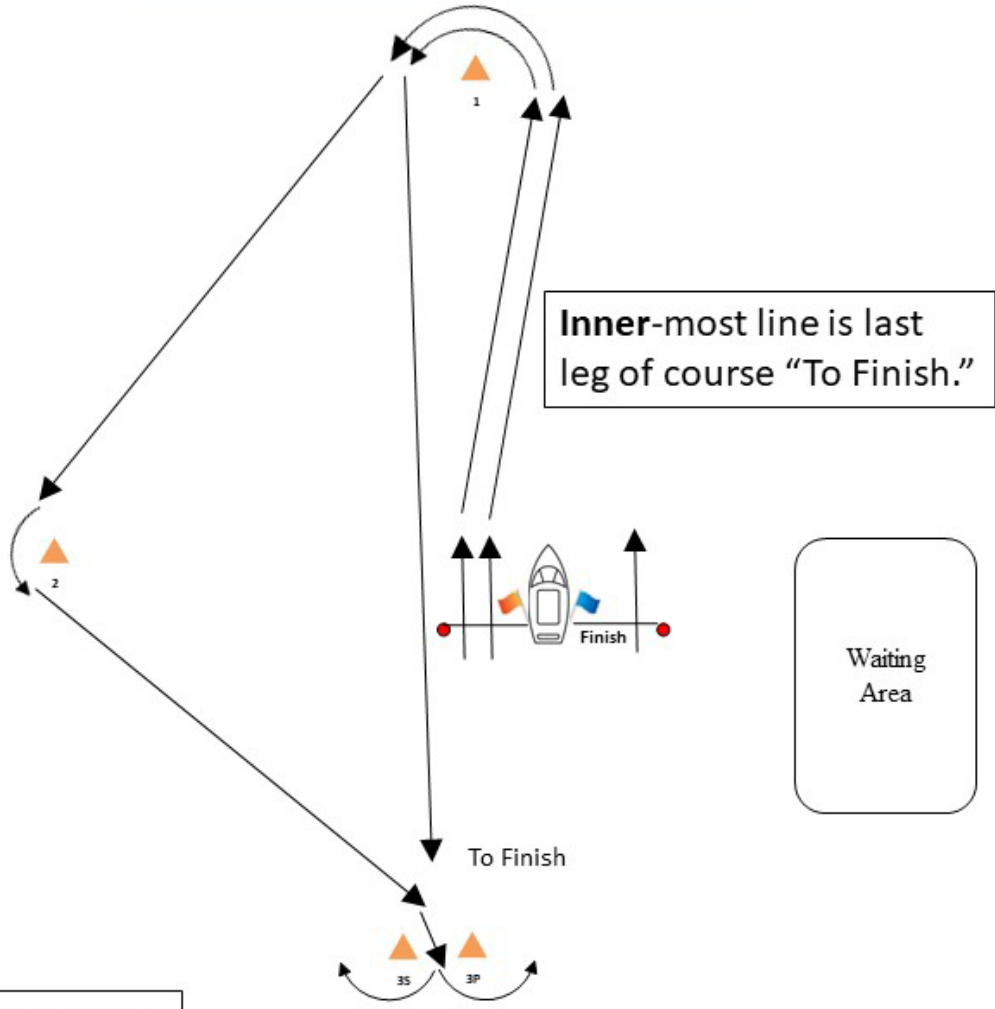 1
Inner-most line is last
leg of course “To Finish.”
2
Finish
Waiting
Area
To Finish
3S
3P